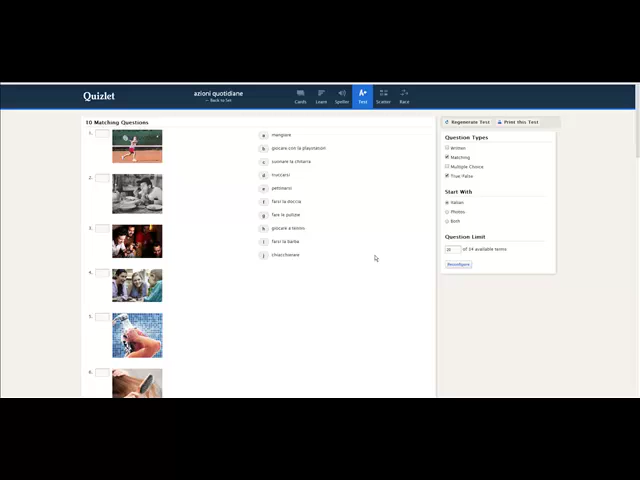 Quizlet
azioni quotidiane
← Back to Set
Cards
Learn
Speller
Test
Scatter
Race
10 Matching Questions
1.
2.
3.
4.
5.
6.
a mangiare
b giocare con la playstation
c suonare la chitarra
d truccarsi
e pettinarsi
f farsi la doccia
g fare le pulizie
h giocare a tennis
i farsi la barba
j chiacchierare
Regenerate Test
Print this Test
Question Types
Written
Matching
Multiple Choice
True/False
Start With
Italian
Photos
Both
Question Limit
20 of 34 available terms
Reconfigure